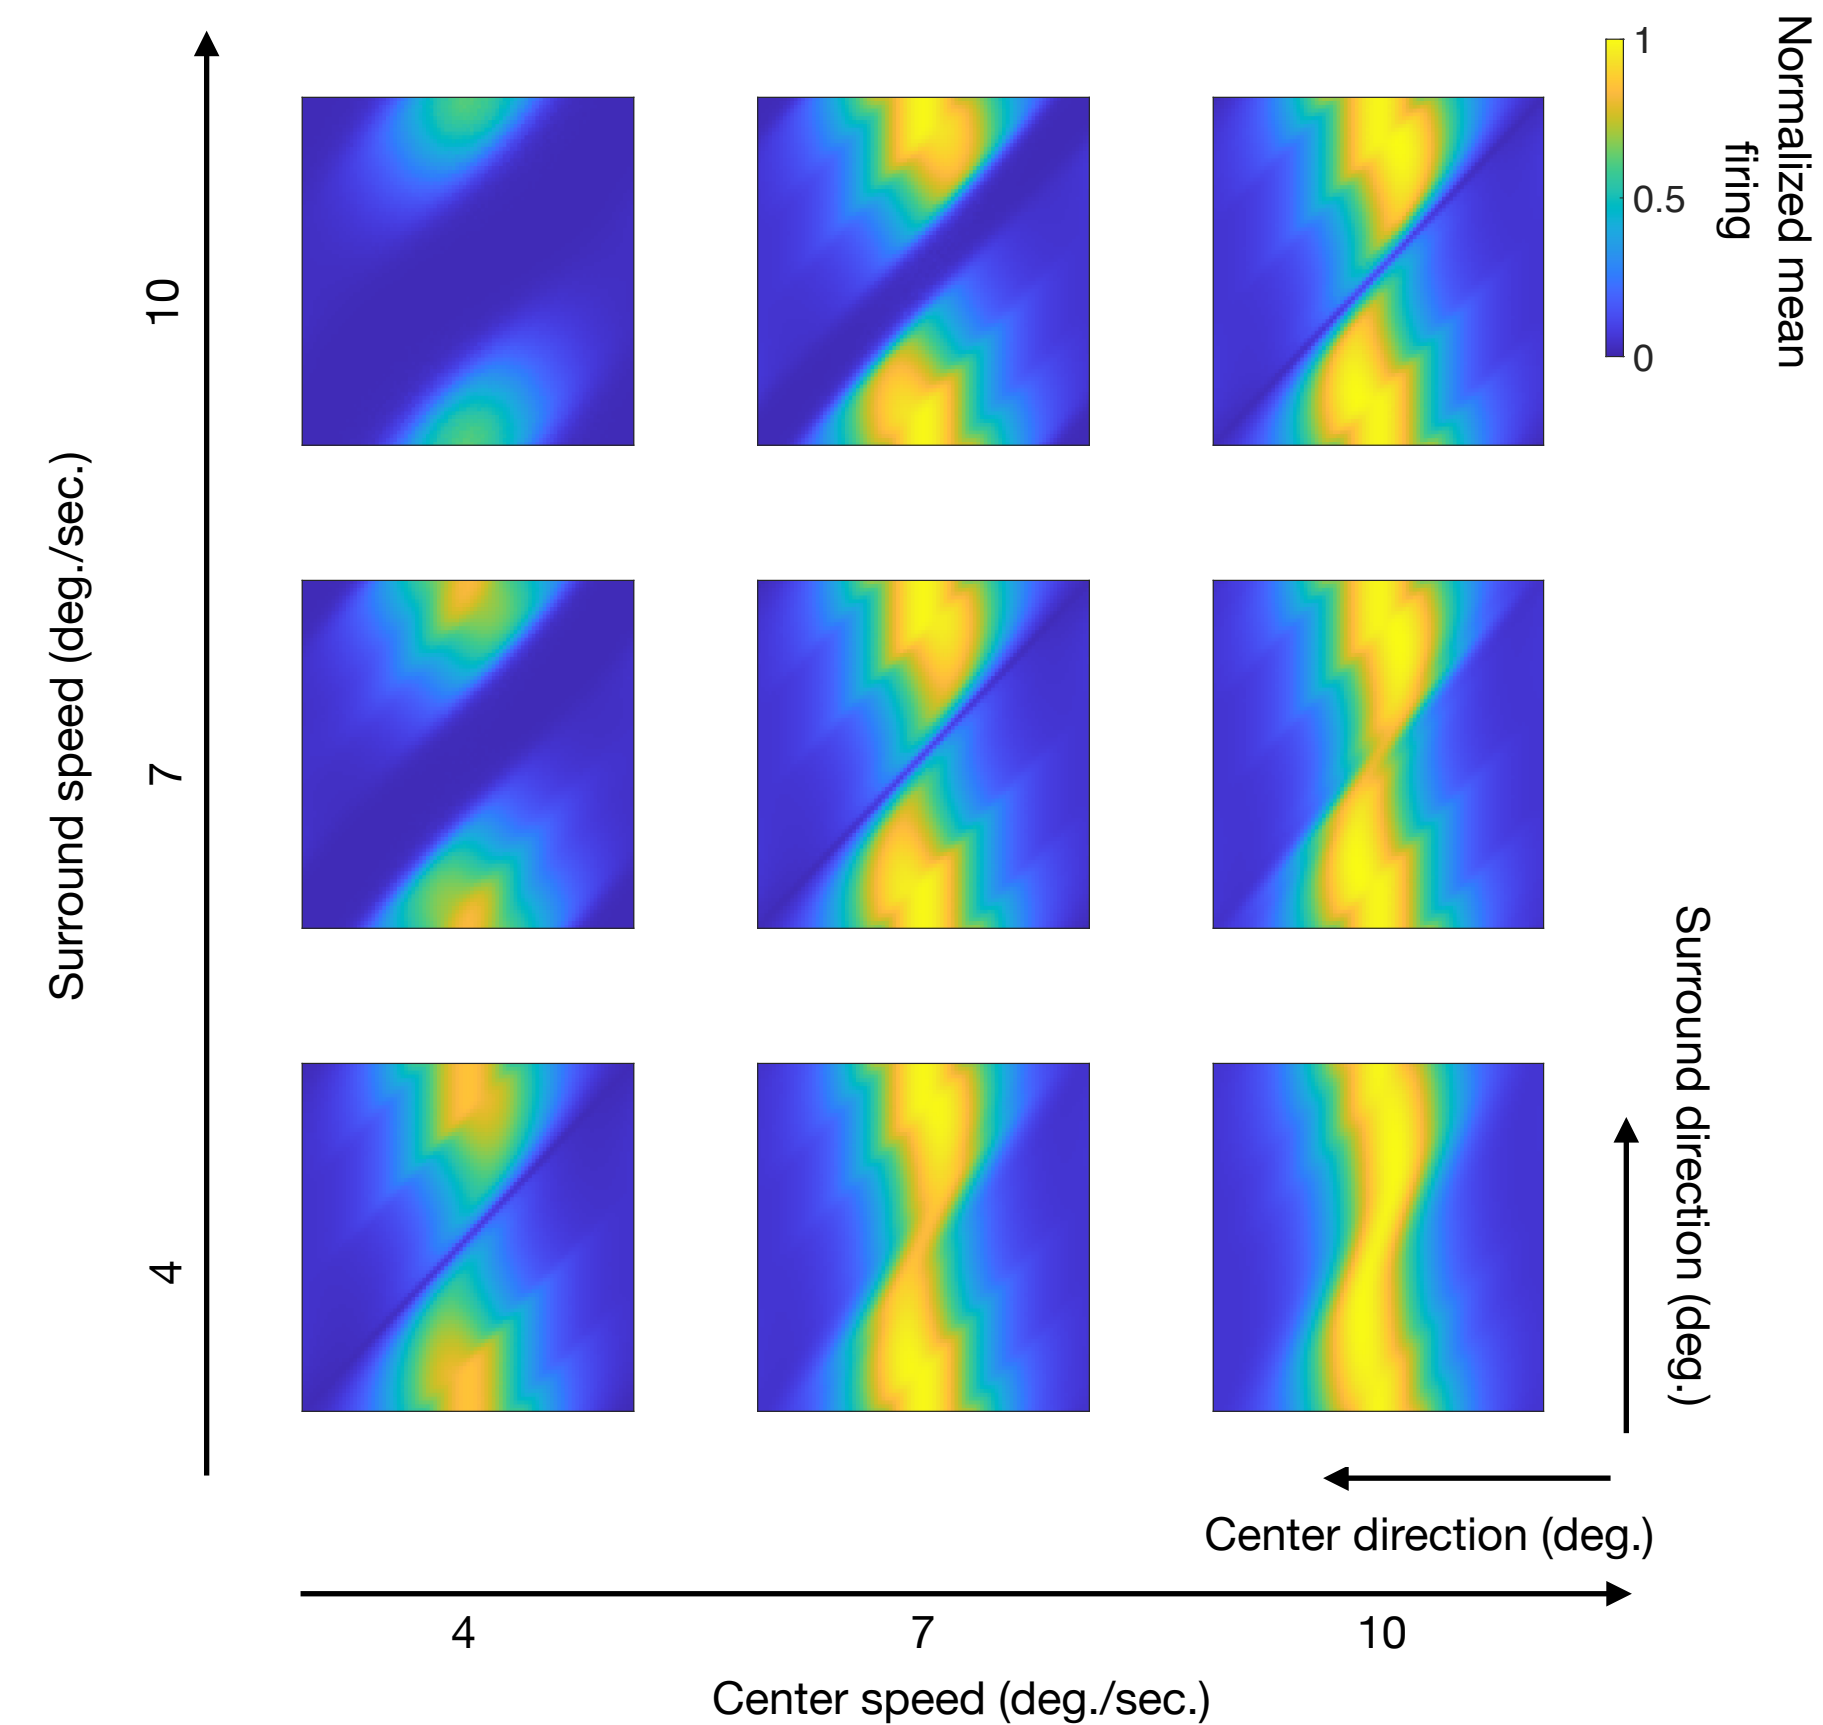 1
0.5
0
Normalized mean
firing
Surround speed (deg./sec.)
10
7
4
Surround direction (deg.)
Center direction (deg.)
4
7
10
Center speed (deg./sec.)